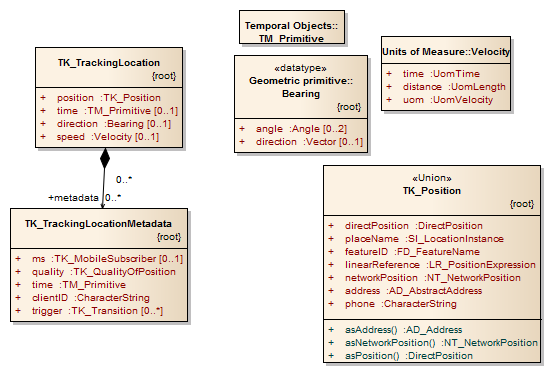 TK_TrackingLocation
{root}
+ position :TK_Position
+ time :TM_Primitive [0..1]
+ direction :Bearing [0..1]
+ speed :Velocity [0..1]
0..*
+metadata 0..*
TK_TrackingLocationMetadata
{root}
+ ms :TK_MobileSubscriber [0..1]
+ quality :TK_QualityOfPosition
+ time :TM_Primitive
+ clientID :CharacterString
+ trigger :TK_Transition [0..*]
Temporal Objects::
TM_Primitive
«datatype»
Geometric primitive::
Bearing
{root}
+ angle :Angle [0..2]
+ direction :Vector [0..1]
Units of Measure::Velocity
+ time :UomTime
+ distance :UomLength
+ uom :UomVelocity
«Union»
TK_Position
{root}
+ directPosition :DirectPosition
+ placeName :SI_LocationInstance
+ featureID :FD_FeatureName
+ linearReference :LR_PositionExpression
+ networkPosition :NT_NetworkPosition
+ address :AD_AbstractAddress
+ phone :CharacterString
+ asAddress() :AD_Address
+ asNetworkPosition() :NT_NetworkPosition
+ asPosition() :DirectPosition